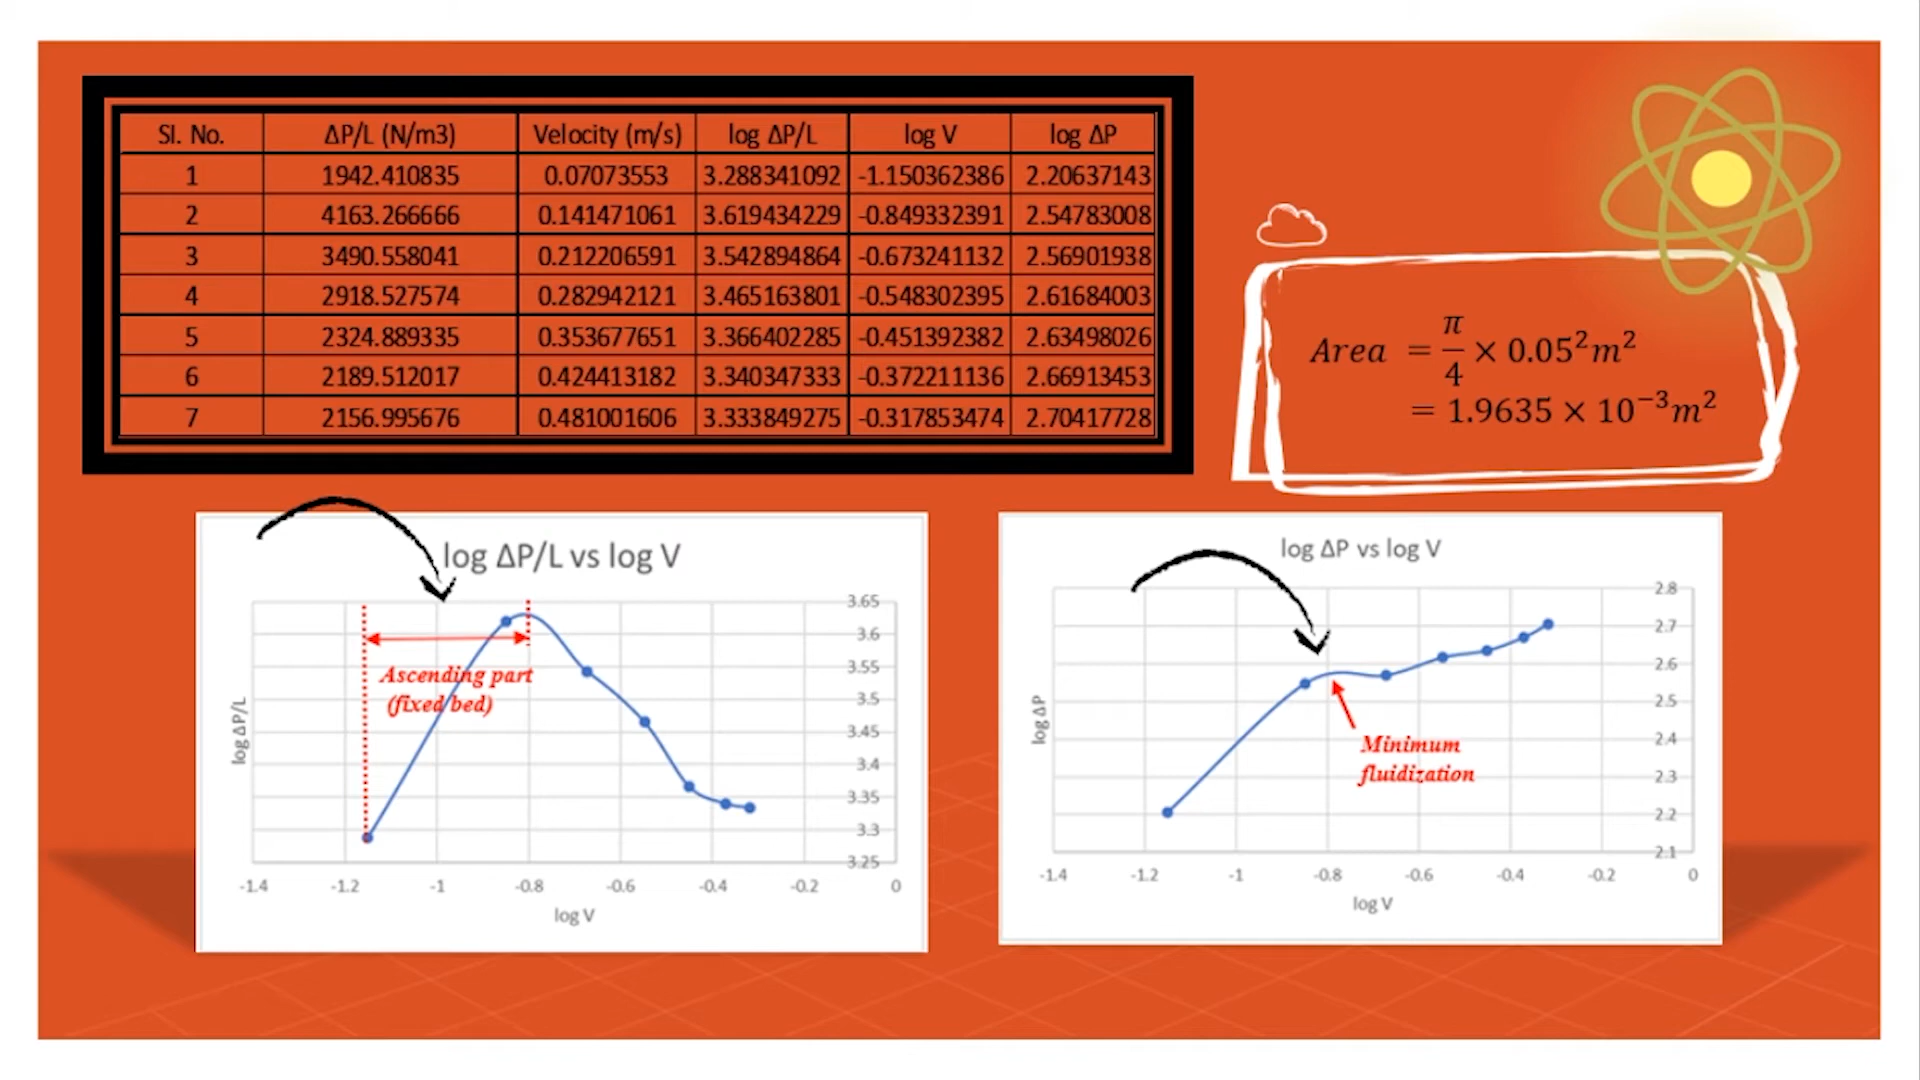 Sl. No. ΔP/L (N/m3) Velocity (m/s) log ΔP/L log V log ΔP
1 1942.410835 0.07073553 3.288341092 -1.150362386 2.20637143
2 4163.266666 0.141471061 3.619434229 -0.849332391 2.54783008
3 3490.558041 0.212206591 3.542894864 -0.673241132 2.56901938
4 2918.527574 0.282942121 3.465163801 -0.548302395 2.61684003
5 2324.889335 0.353677651 3.366402285 -0.451392382 2.63498026
6 2189.512017 0.424413182 3.340347333 -0.372211136 2.66913453
7 2156.995676 0.481001606 3.333849275 -0.317853474 2.70417728
Area = π/4 × 0.05²m²
= 1.9635 × 10⁻³m²
log ΔP/L vs log V
3.65
3.6
3.55
3.5
3.45
3.4
3.35
3.3
3.25
Ascending part
(fixed bed)
log ΔP/L
-1.4 -1.2 -1 -0.8 -0.6 -0.4 -0.2 0
log V
log ΔP vs log V
2.8
2.7
2.6
2.5
2.4
2.3
2.2
2.1
Minimum
fluidization
log ΔP
-1.4 -1.2 -1 -0.8 -0.6 -0.4 -0.2 0
log V